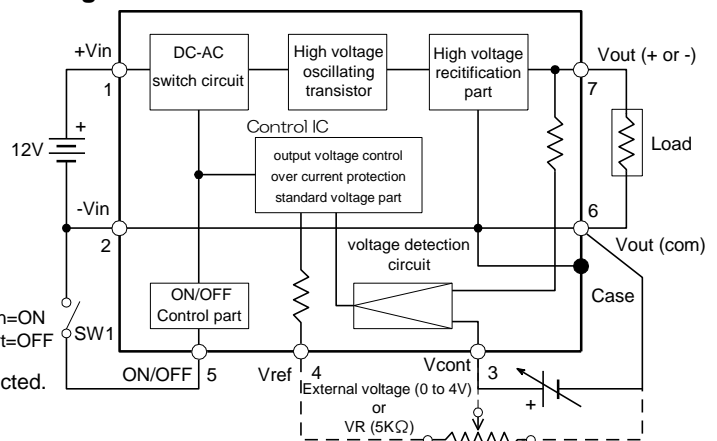 +Vin
1
DC-AC
switch circuit
High voltage
oscillating
transistor
High voltage
recitification
part
Vout (+ or -)
7
Control IC
output voltage control
over current protection
standard voltage part
12V
+
Load
-Vin
2
6
Vout (com)
voltage detection
circuit
Case
ON/OFF
Control part
=ON
=OFF
SW1
cted.
ON/OFF
5
Vref
4
Vcont
3
External voltage (0 to 4V)
or
VR (5KΩ)
+